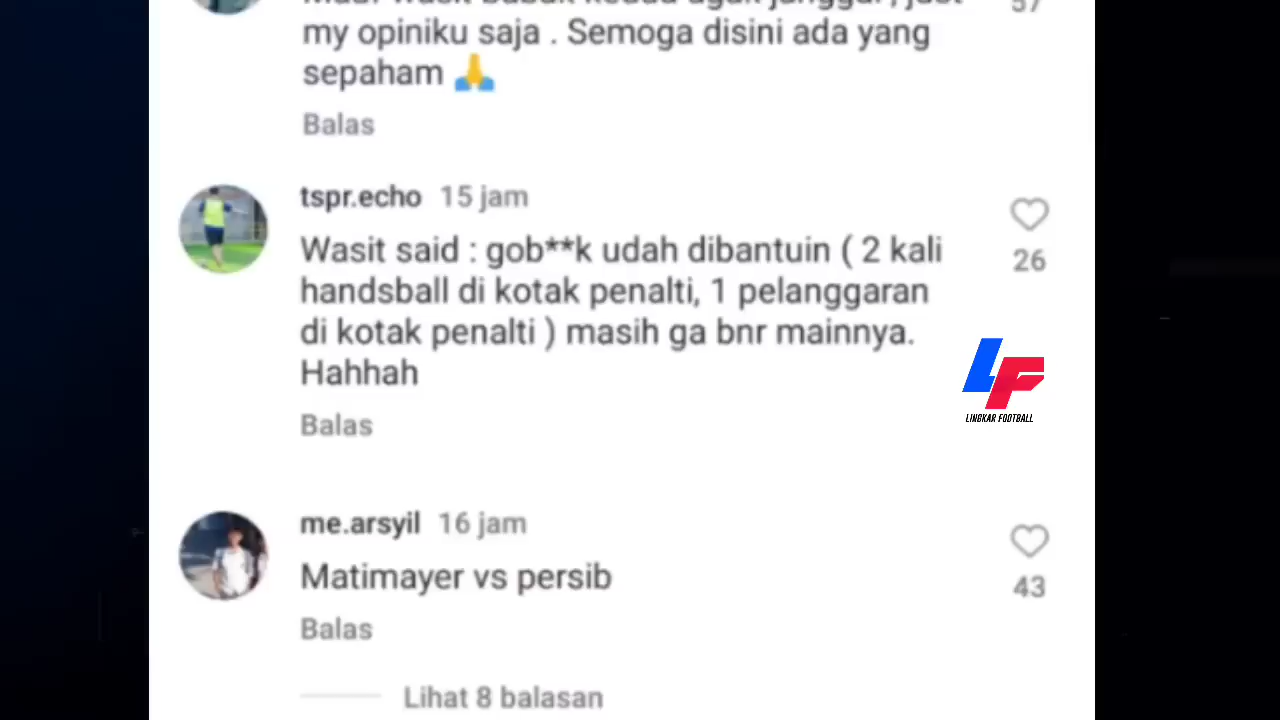 my opiniku saja . Semoga disini ada yang
sepaham 🙏
Balas
tspr.echo 15 jam
Wasit said : gob**k udah dibantuin ( 2 kali
26
handsball di kotak penalti, 1 pelanggaran
di kotak penalti ) masih ga bnr mainnya.
Hahhah
LINGKAR FOOTBALL
Balas
me.arsyil 16 jam
Matimayer vs persib
43
Balas
Lihat 8 balasan